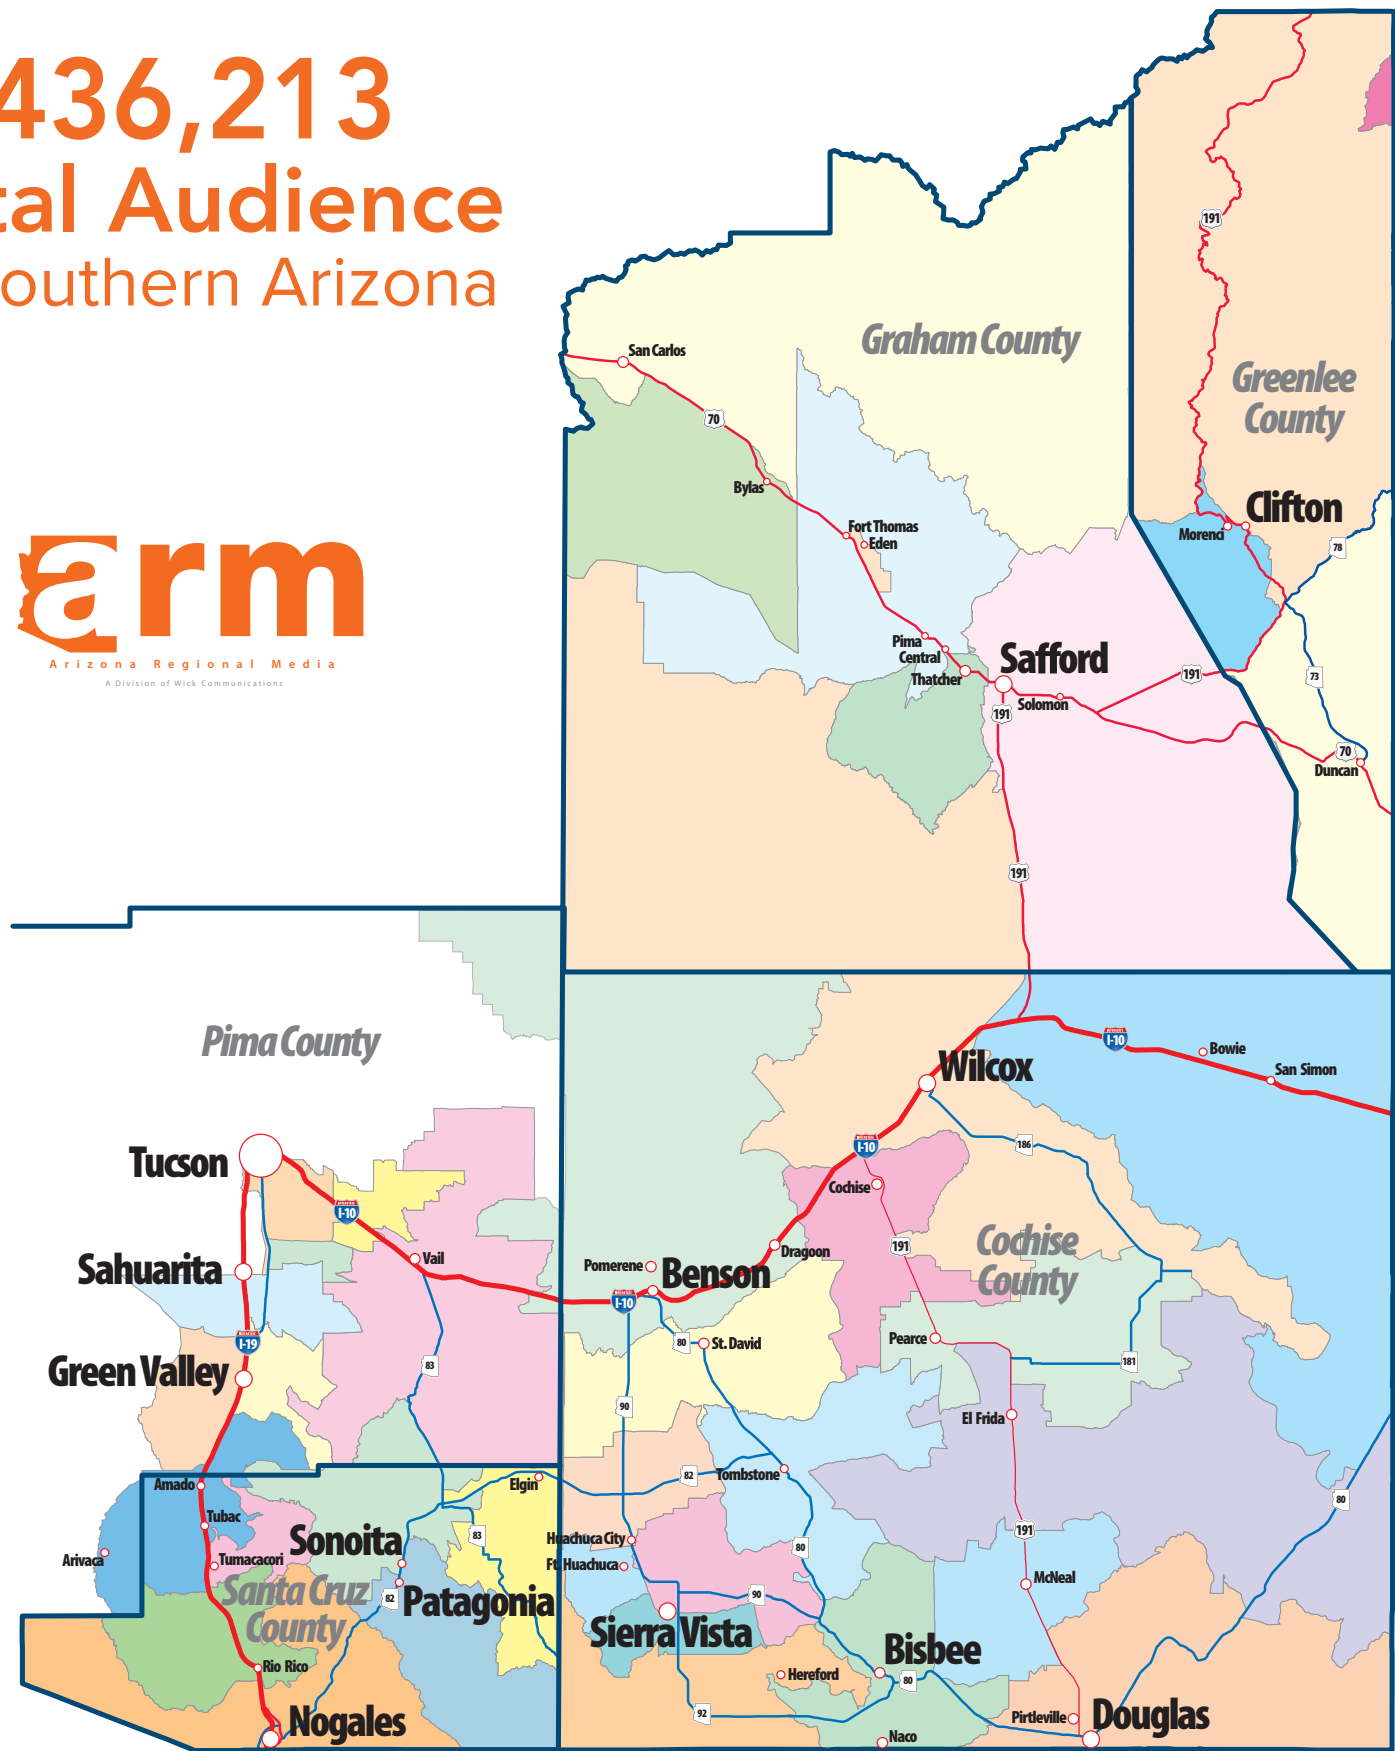 436,213
tal Audience
outhern Arizona
arm
Arizona Regional Media
A Division of Wick Communications
Graham County
Greenlee
County
San Carlos
70
Bylas
Fort Thomas
Eden
191
Clifton
Morenci
78
Pima
Central
Thatcher
Safford
Solomon
191
191
73
70
Duncan
191
Pima County
Tucson
I-10
Vail
Sahuarita
I-19
Green Valley
83
Wilcox
I-10
Bowie
San Simon
186
I-10
Cochise
191
Cochise
County
Dragoon
Pomerene
Benson
I-10
80
St. David
Pearce
181
90
El Frida
82
Tombstone
80
Amado
Tubac
Arivaca
Tumacacori
Sonoita
Elgin
83
Santa Cruz
County
82
Patagonia
Rio Rico
Nogales
Huachuca City
Ft. Huachuca
80
191
McNeal
90
Sierra Vista
Bisbee
Hereford
80
92
Naco
Pirtleville
Douglas